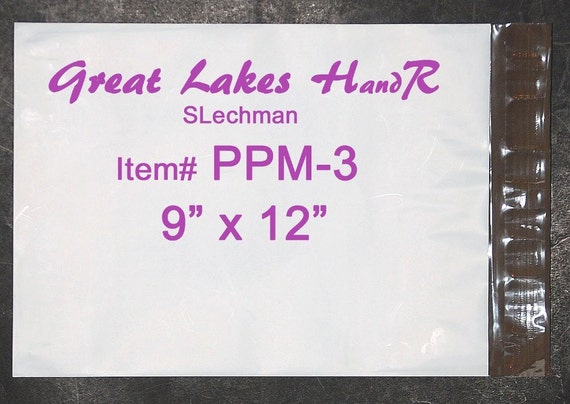 Great Lakes HandR
SLechman
Item# PPM-3
9” x 12”